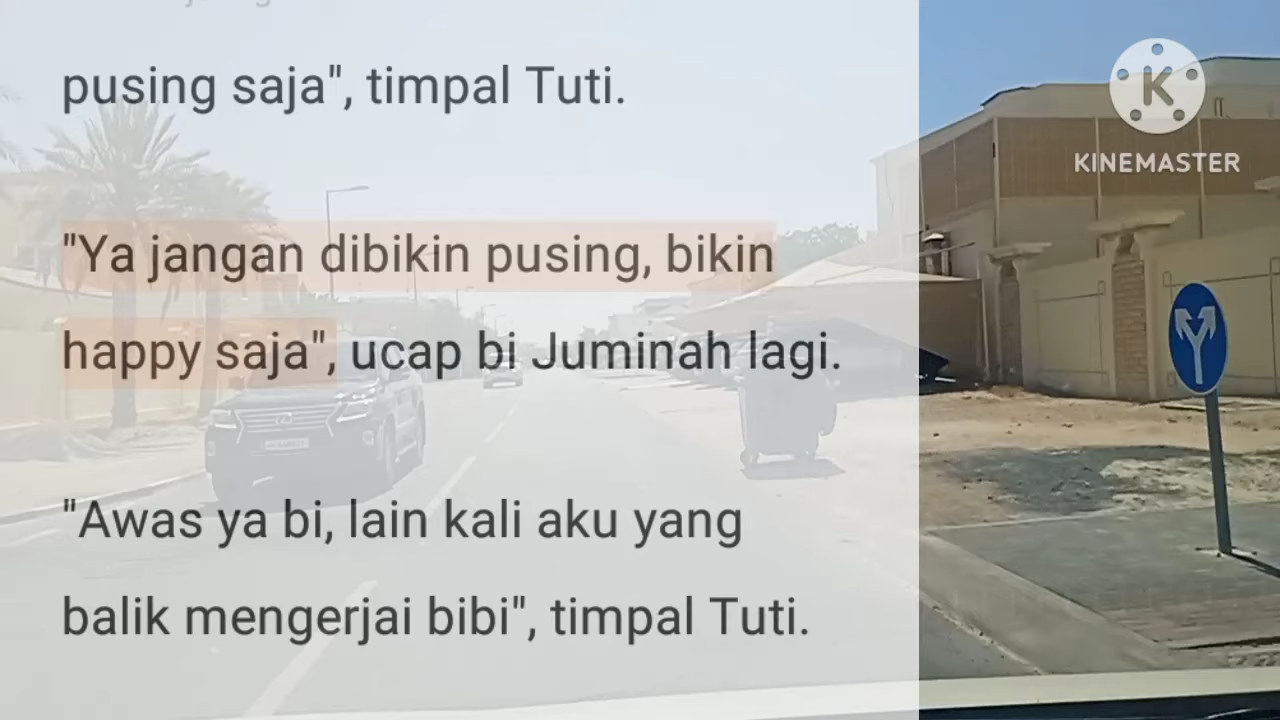 pusing saja", timpal Tuti.
"Ya jangan dibikin pusing, bikin
happy saja", ucap bi Juminah lagi.
"Awas ya bi, lain kali aku yang
balik mengerjai bibi", timpal Tuti.
K
KINEMASTER